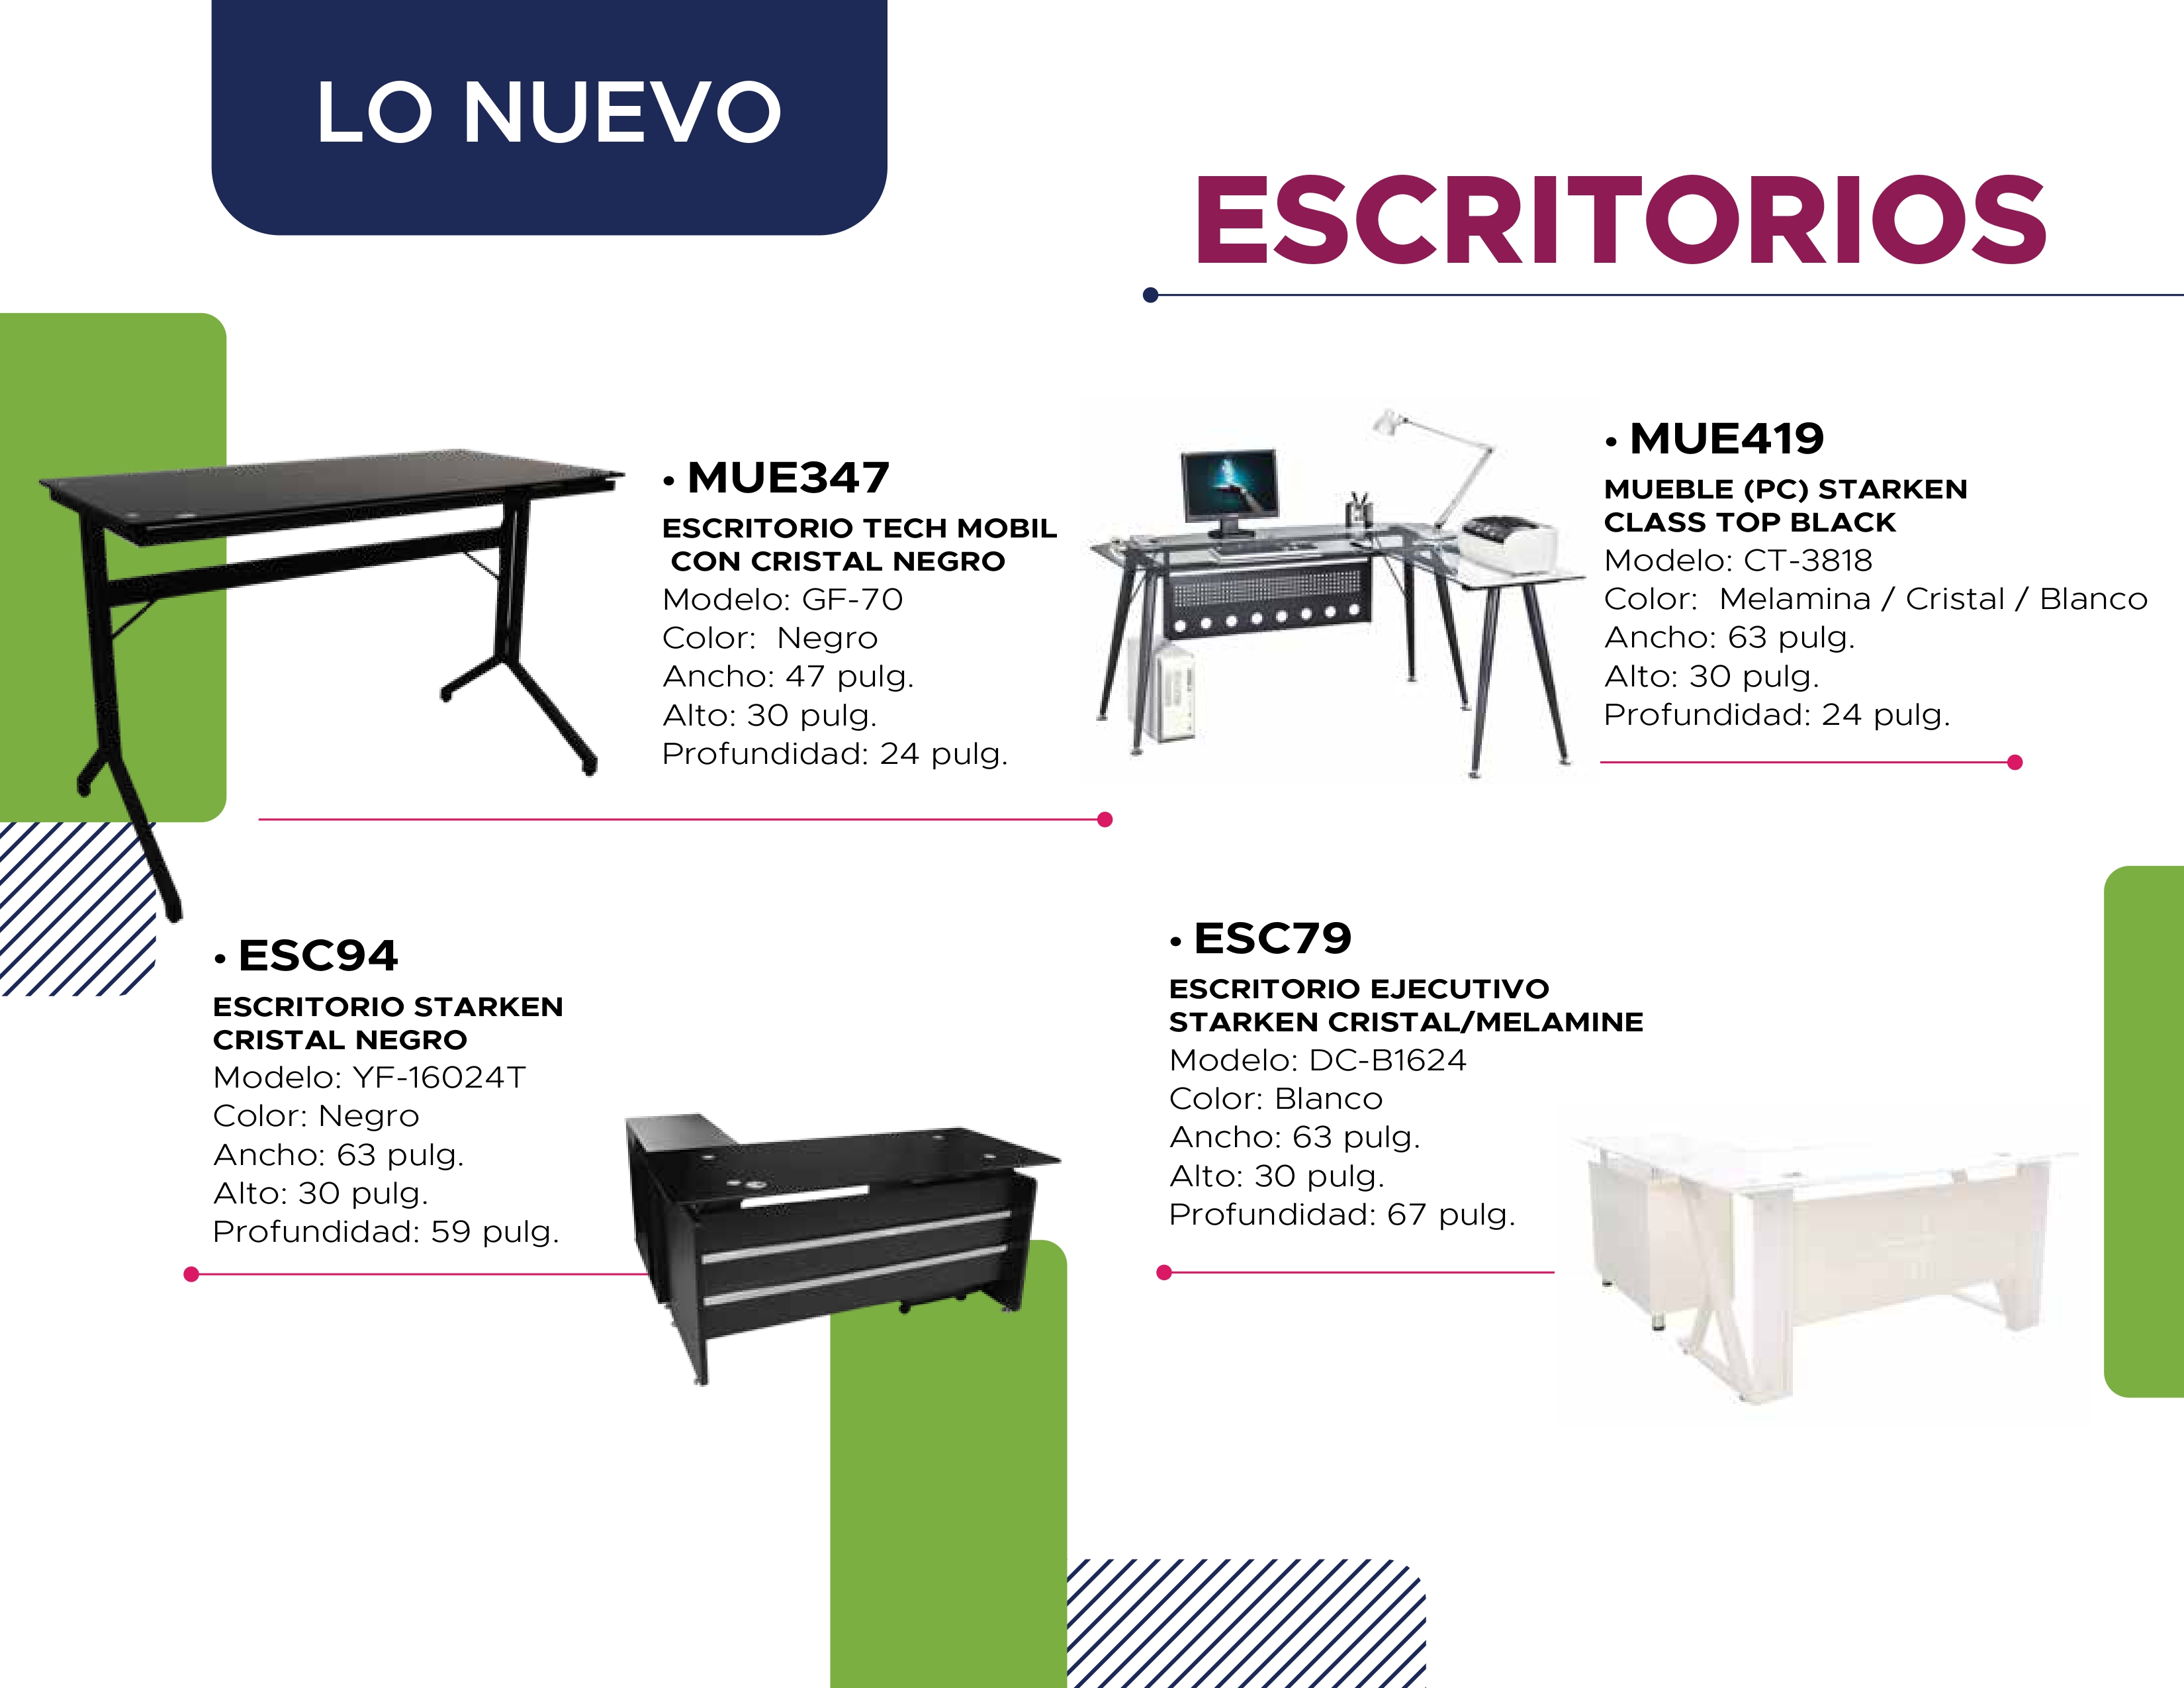 LO NUEVO
ESCRITORIOS
• MUE347
ESCRITORIO TECH MOBIL
CON CRISTAL NEGRO
Modelo: GF-70
Color: Negro
Ancho: 47 pulg.
Alto: 30 pulg.
Profundidad: 24 pulg.
• MUE419
MUEBLE (PC) STARKEN
CLASS TOP BLACK
Modelo: CT-3818
Color: Melamina / Cristal / Blanco
Ancho: 63 pulg.
Alto: 30 pulg.
Profundidad: 24 pulg.
• ESC94
ESCRITORIO STARKEN
CRISTAL NEGRO
Modelo: YF-16024T
Color: Negro
Ancho: 63 pulg.
Alto: 30 pulg.
Profundidad: 59 pulg.
• ESC79
ESCRITORIO EJECUTIVO
STARKEN CRISTAL/MELAMINE
Modelo: DC-B1624
Color: Blanco
Ancho: 63 pulg.
Alto: 30 pulg.
Profundidad: 67 pulg.